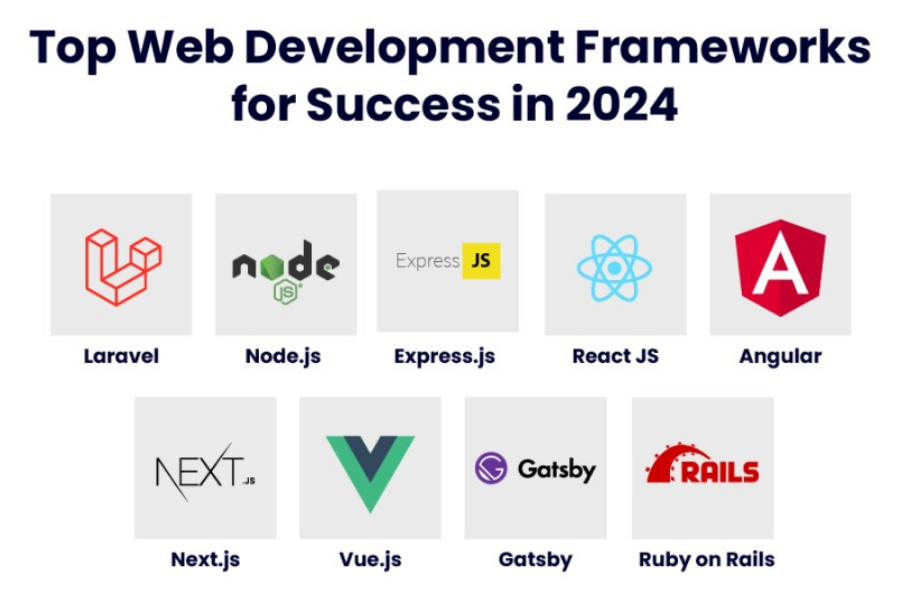 Top Web Development Frameworks
for Success in 2024
node
JS
Express JS
Laravel
Node.js
Express.js
React JS
Angular
NEXT.JS
Gatsby
RAILS
Next.js
Vue.js
Gatsby
Ruby on Rails